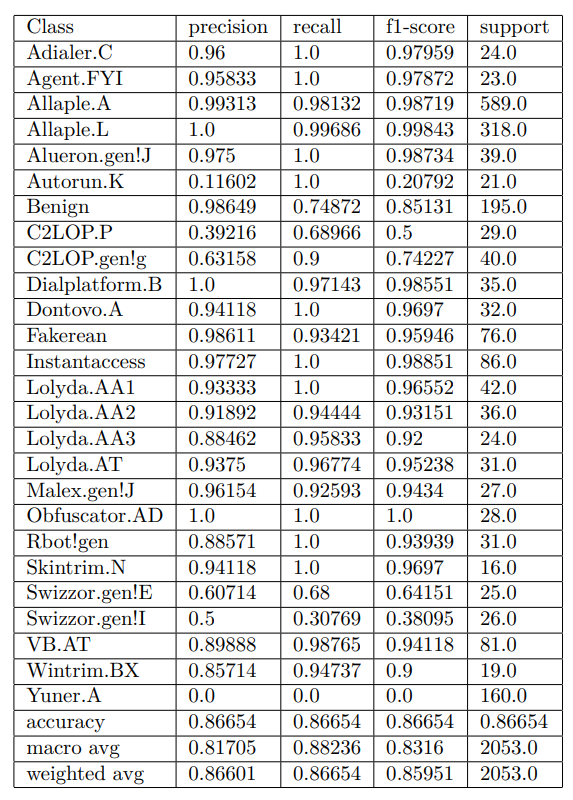 Class precision recall f1-score support
Adialer.C 0.96 1.0 0.97959 24.0
Agent.FYI 0.95833 1.0 0.97872 23.0
Allaple.A 0.99313 0.98132 0.98719 589.0
Allaple.L 1.0 0.99686 0.99843 318.0
Alueron.gen!J 0.975 1.0 0.98734 39.0
Autorun.K 0.11602 1.0 0.20792 21.0
Benign 0.98649 0.74872 0.85131 195.0
C2LOP.P 0.39216 0.68966 0.5 29.0
C2LOP.gen!g 0.63158 0.9 0.74227 40.0
Dialplatform.B 1.0 0.97143 0.98551 35.0
Dontovo.A 0.94118 1.0 0.9697 32.0
Fakerean 0.98611 0.93421 0.95946 76.0
Instantaccess 0.97727 1.0 0.98851 86.0
Lolyda.AA1 0.93333 1.0 0.96552 42.0
Lolyda.AA2 0.91892 0.94444 0.93151 36.0
Lolyda.AA3 0.88462 0.95833 0.92 24.0
Lolyda.AT 0.9375 0.96774 0.95238 31.0
Malex.gen!J 0.96154 0.92593 0.9434 27.0
Obfuscator.AD 1.0 1.0 1.0 28.0
Rbot!gen 0.88571 1.0 0.93939 31.0
Skintrim.N 0.94118 1.0 0.9697 16.0
Swizzor.gen!E 0.60714 0.68 0.64151 25.0
Swizzor.gen!I 0.5 0.30769 0.38095 26.0
VB.AT 0.89888 0.98765 0.94118 81.0
Wintrim.BX 0.85714 0.94737 0.9 19.0
Yuner.A 0.0 0.0 0.0 160.0
accuracy 0.86654 0.86654 0.86654 0.86654
macro avg 0.81705 0.88236 0.8316 2053.0
weighted avg 0.86601 0.86654 0.85951 2053.0